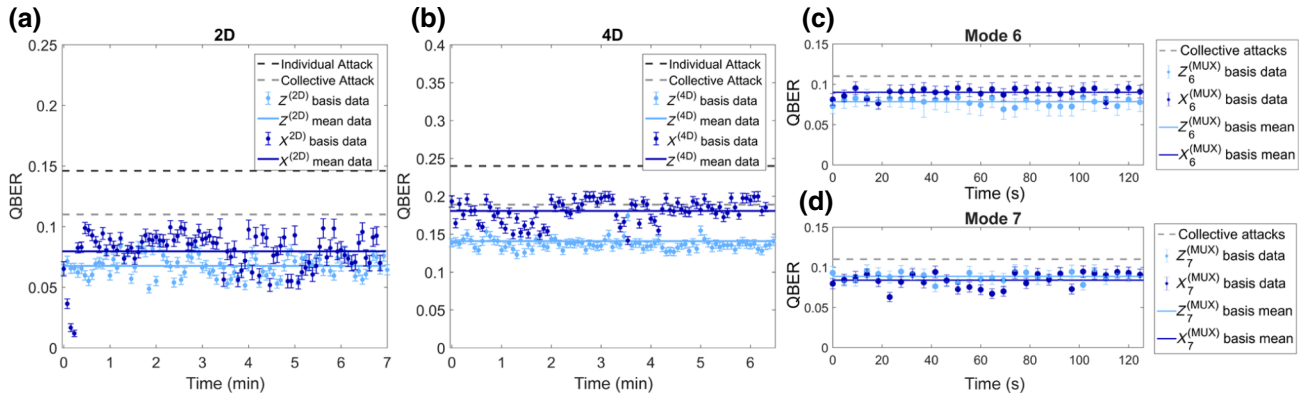 (a)
2D
QBER
0.25
0.2
0.15
0.1
0.05
0
0 1 2 3 4 5 6 7
Time (min)
Individual Attack
Collective Attack
Z^(2D) basis data
Z^(2D) mean data
X^(2D) basis data
X^(2D) mean data
(b)
4D
QBER
0.4
0.35
0.30
0.25
0.20
0.15
0.1
0.05
0
0 1 2 3 4 5 6
Time (min)
Individual Attack
Collective Attack
Z^(4D) basis data
Z^(4D) mean data
X^(4D) basis data
Z^(4D) mean data
(c)
Mode 6
QBER
0.15
0.1
0.05
0
0 20 40 60 80 100 120
Time (s)
Collective attacks
Z_6^(MUX) basis data
X_6^(MUX) basis data
Z_6^(MUX) basis mean
X_6^(MUX) basis mean
(d)
Mode 7
QBER
0.15
0.1
0.05
0
0 20 40 60 80 100 120
Time (s)
Collective attacks
Z_7^(MUX) basis data
X_7^(MUX) basis data
Z_7^(MUX) basis mean
X_7^(MUX) basis mean